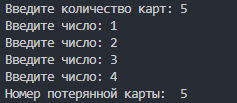 Введите количество карт: 5
Введите число: 1
Введите число: 2
Введите число: 3
Введите число: 4
Номер потерянной карты:  5